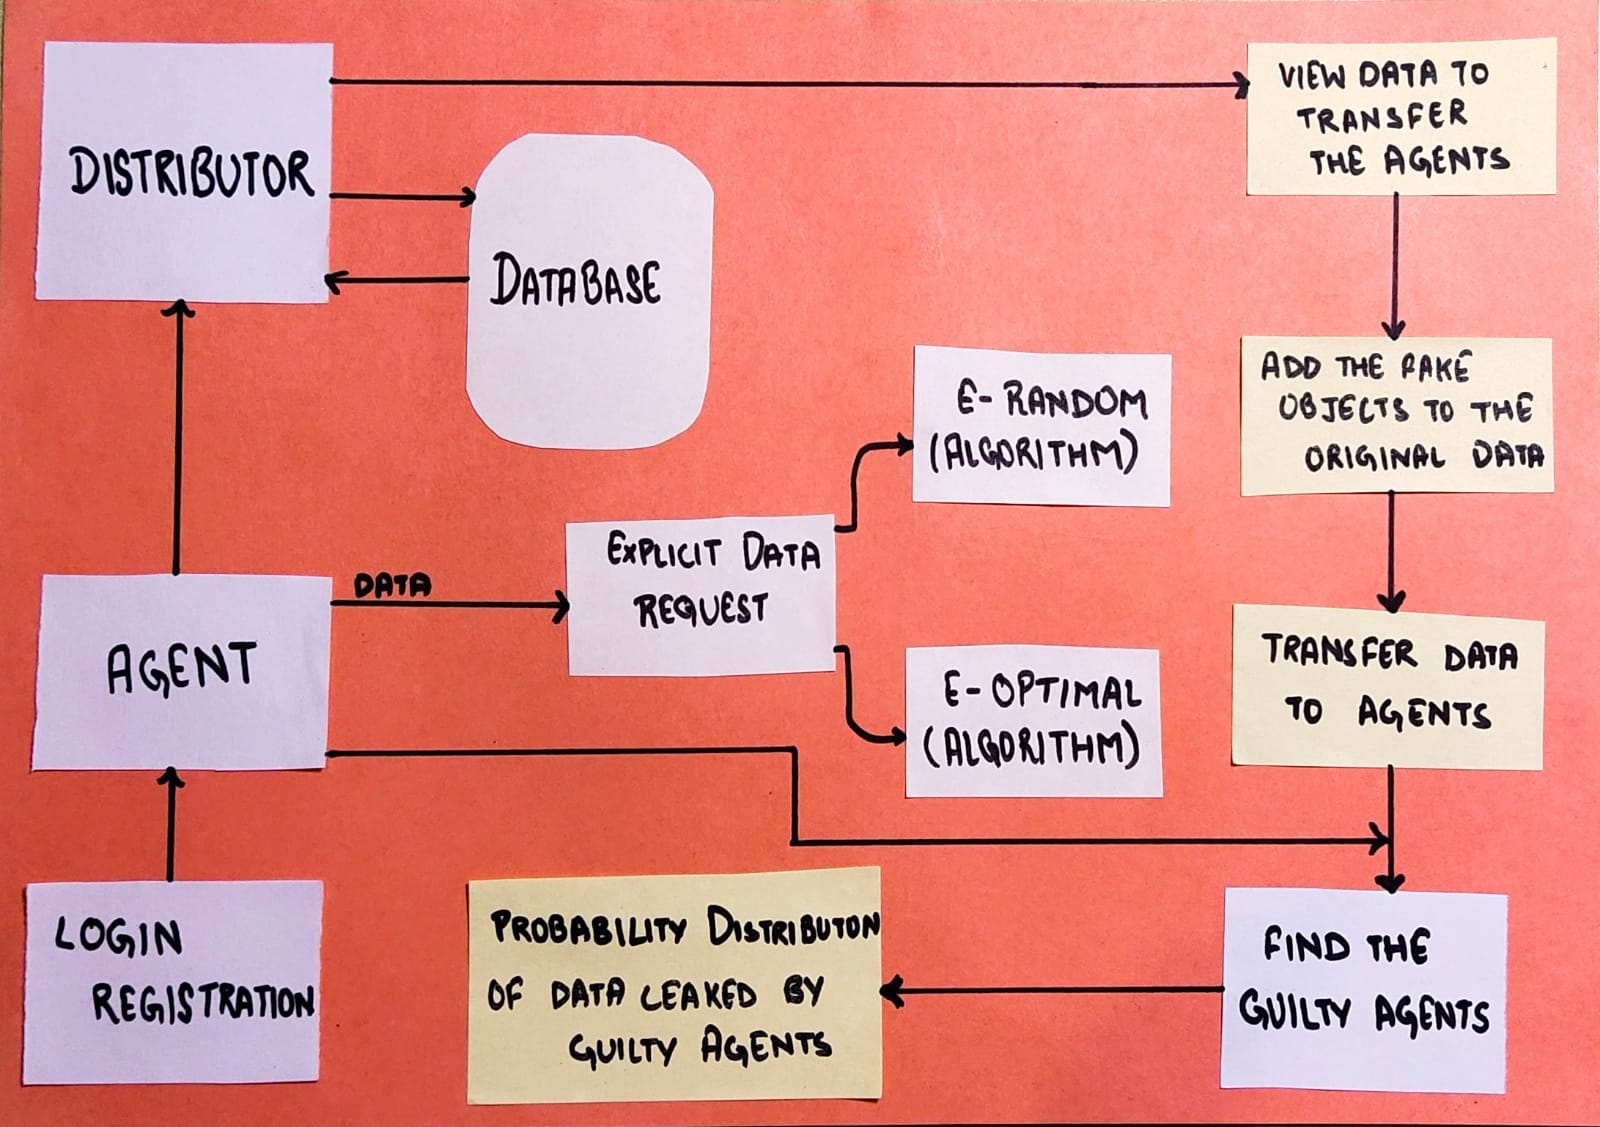 DISTRIBUTOR
VIEW DATA TO
TRANSFER
THE AGENTS
DATABASE
ADD THE FAKE
OBJECTS TO THE
ORIGINAL DATA
E-RANDOM
(ALGORITHM)
EXPLICIT DATA
REQUEST
DATA
AGENT
E-OPTIMAL
(ALGORITHM)
TRANSFER DATA
TO AGENTS
LOGIN
REGISTRATION
PROBABILITY DISTRIBUTON
OF DATA LEAKED BY
GUILTY AGENTS
FIND THE
GUILTY AGENTS